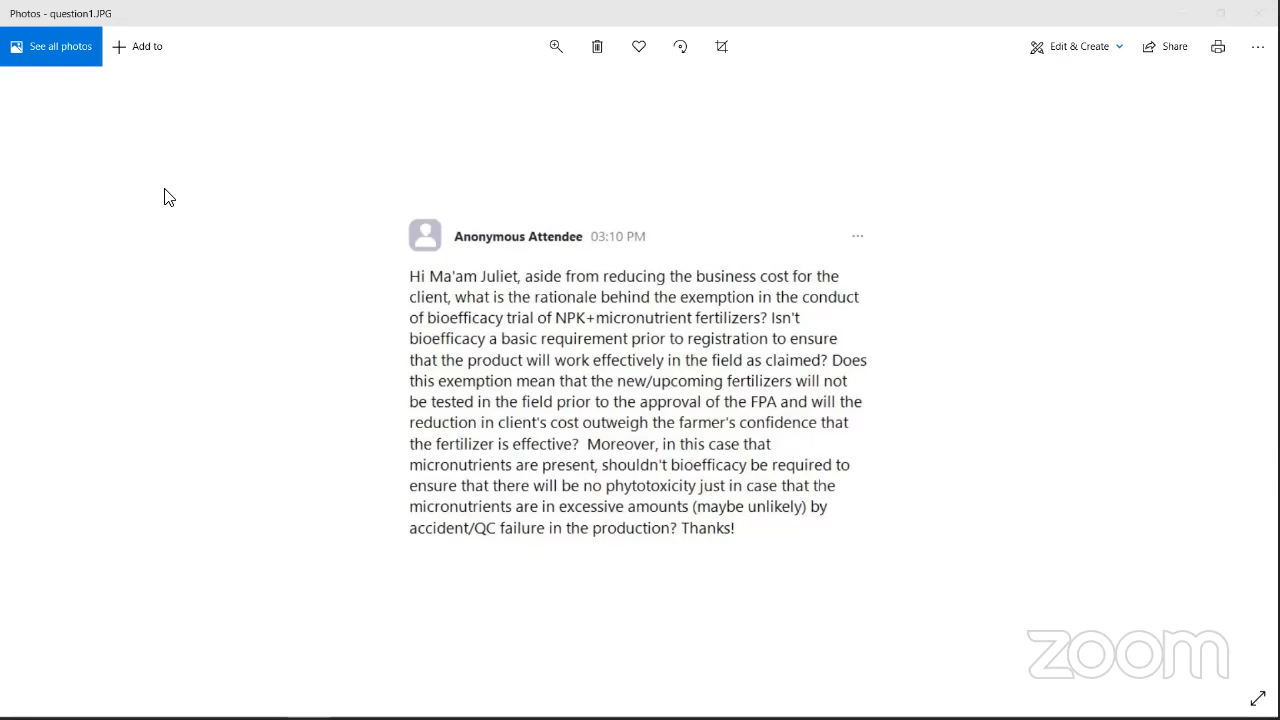 Photos - question1.JPG
See all photos
Add to
Edit & Create
Share
Anonymous Attendee 03:10 PM
Hi Ma'am Juliet, aside from reducing the business cost for the
client, what is the rationale behind the exemption in the conduct
of bioefficacy trial of NPK+micronutrient fertilizers? Isn't
bioefficacy a basic requirement prior to registration to ensure
that the product will work effectively in the field as claimed? Does
this exemption mean that the new/upcoming fertilizers will not
be tested in the field prior to the approval of the FPA and will the
reduction in client's cost outweigh the farmer's confidence that
the fertilizer is effective?  Moreover, in this case that
micronutrients are present, shouldn't bioefficacy be required to
ensure that there will be no phytotoxicity just in case that the
micronutrients are in excessive amounts (maybe unlikely) by
accident/QC failure in the production? Thanks!
zoom